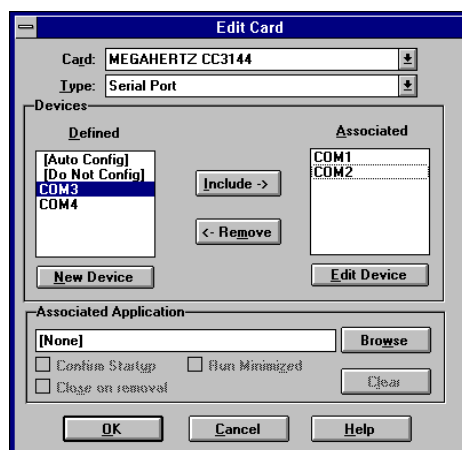 Edit Card
Card: MEGAHERTZ CC3144
Type: Serial Port
Devices
Defined
Associated
[Auto Config]
[Do Not Config]
COM3
COM4
Include ->
<- Remove
COM1
COM2
New Device
Edit Device
Associated Application
[None]
Browse
Confirm Startup
Run Minimized
Close on removal
Clear
OK
Cancel
Help